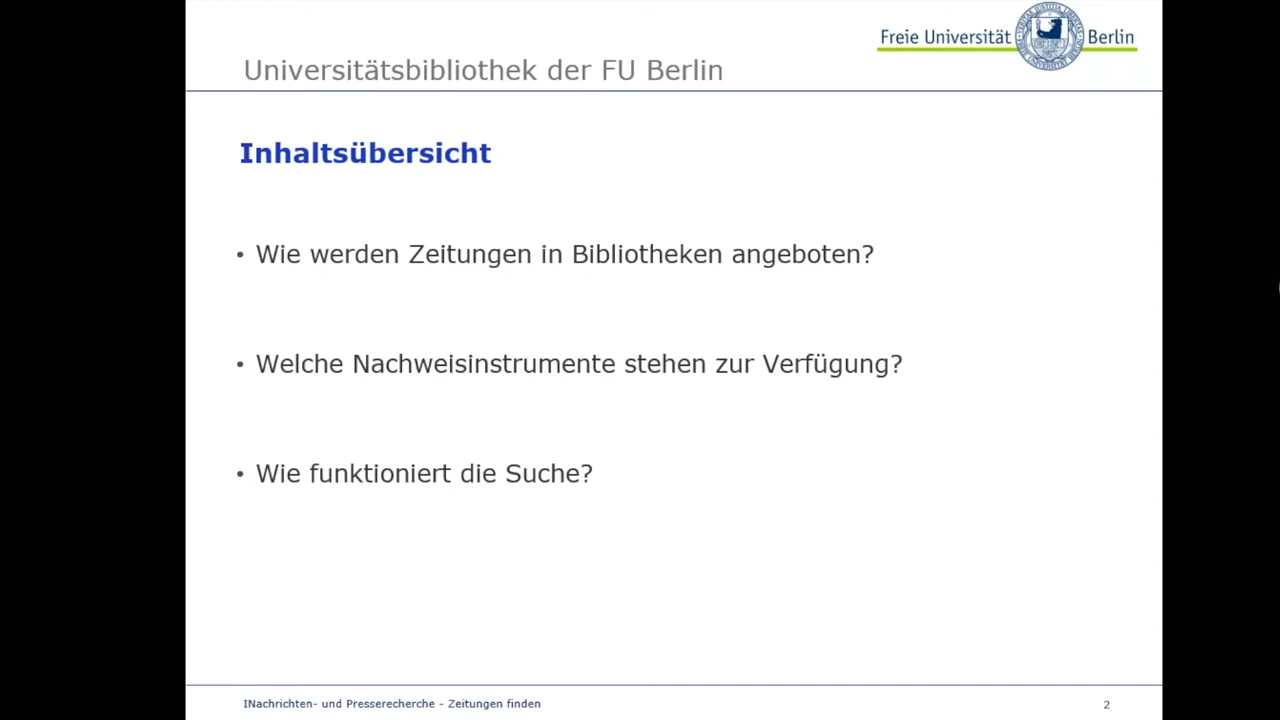 Freie Universität Berlin
Universitätsbibliothek der FU Berlin
Inhaltsübersicht
• Wie werden Zeitungen in Bibliotheken angeboten?
• Welche Nachweisinstrumente stehen zur Verfügung?
• Wie funktioniert die Suche?
INachrichten- und Presserecherche - Zeitungen finden
2